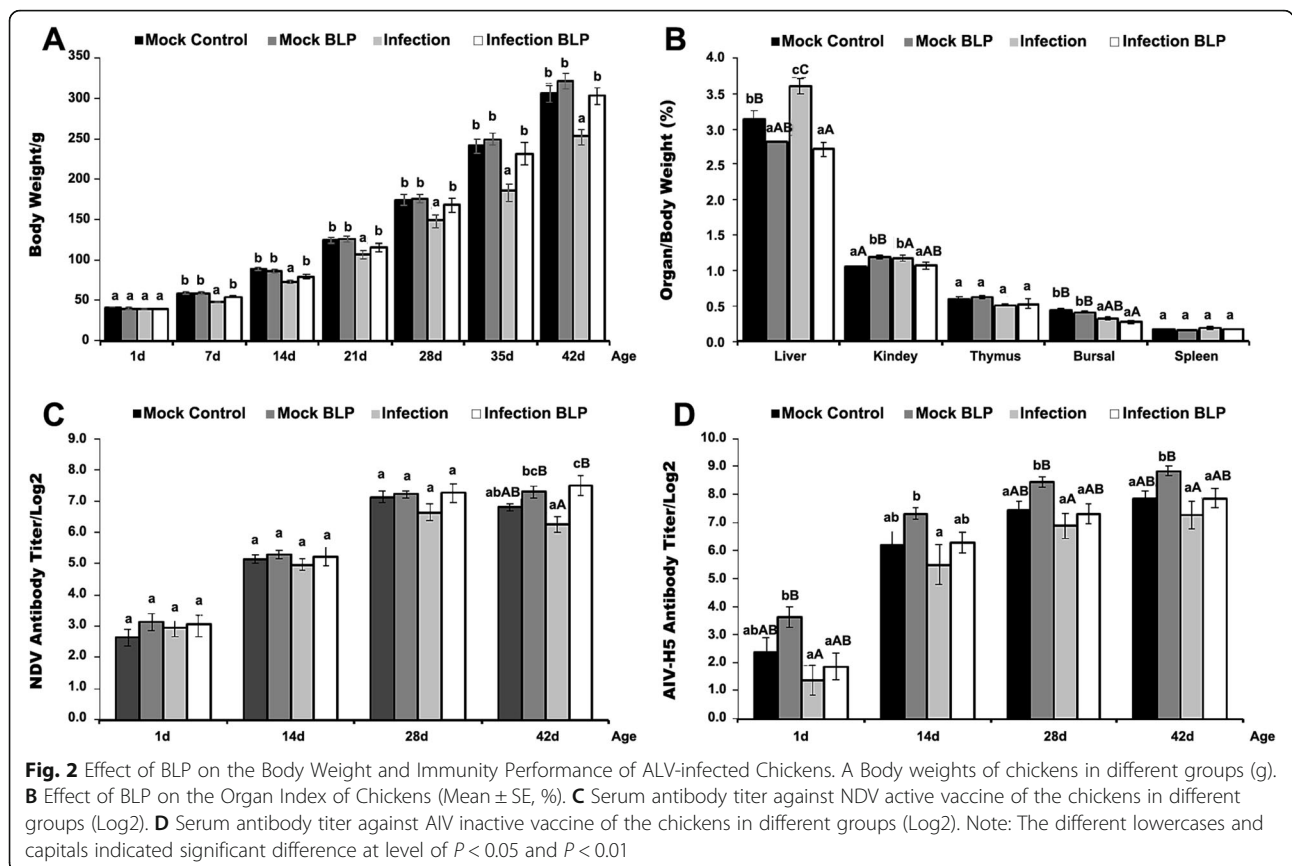 A
Mock Control Mock BLP Infection Infection BLP
Body Weight/g
350
300
250
200
150
100
50
0
a a a a
b b a b
b b a b
b b a b
b b a b
b b a b
b b a b
1d 7d 14d 21d 28d 35d 42d Age
B
Mock Control Mock BLP Infection Infection BLP
Organ/Body Weight (%)
4.0
3.5
3.0
2.5
2.0
1.5
1.0
0.5
0.0
bB aAB cC aA
aA bB bA aAB
a a a a
bB bB aAB aA
a a a a
Liver Kindey Thymus Bursal Spleen
C
Mock Control Mock BLP Infection Infection BLP
NDV Antibody Titer/Log2
9.0
8.0
7.0
6.0
5.0
4.0
3.0
2.0
1.0
0.0
a a a a
a a a a
a a a a
abAB bcB aA cB
1d 14d 28d 42d Age
D
Mock Control Mock BLP Infection Infection BLP
AIV-H5 Antibody Titer/Log2
10.0
9.0
8.0
7.0
6.0
5.0
4.0
3.0
2.0
1.0
0.0
abAB bB aA aAB
ab b a ab
aAB bB aA aAB
aAB bB aA aAB
1d 14d 28d 42d Age
Fig. 2 Effect of BLP on the Body Weight and Immunity Performance of ALV-infected Chickens. A Body weights of chickens in different groups (g).
B Effect of BLP on the Organ Index of Chickens (Mean ± SE, %). C Serum antibody titer against NDV active vaccine of the chickens in different
groups (Log2). D Serum antibody titer against AIV inactive vaccine of the chickens in different groups (Log2). Note: The different lowercases and
capitals indicated significant difference at level of P < 0.05 and P < 0.01